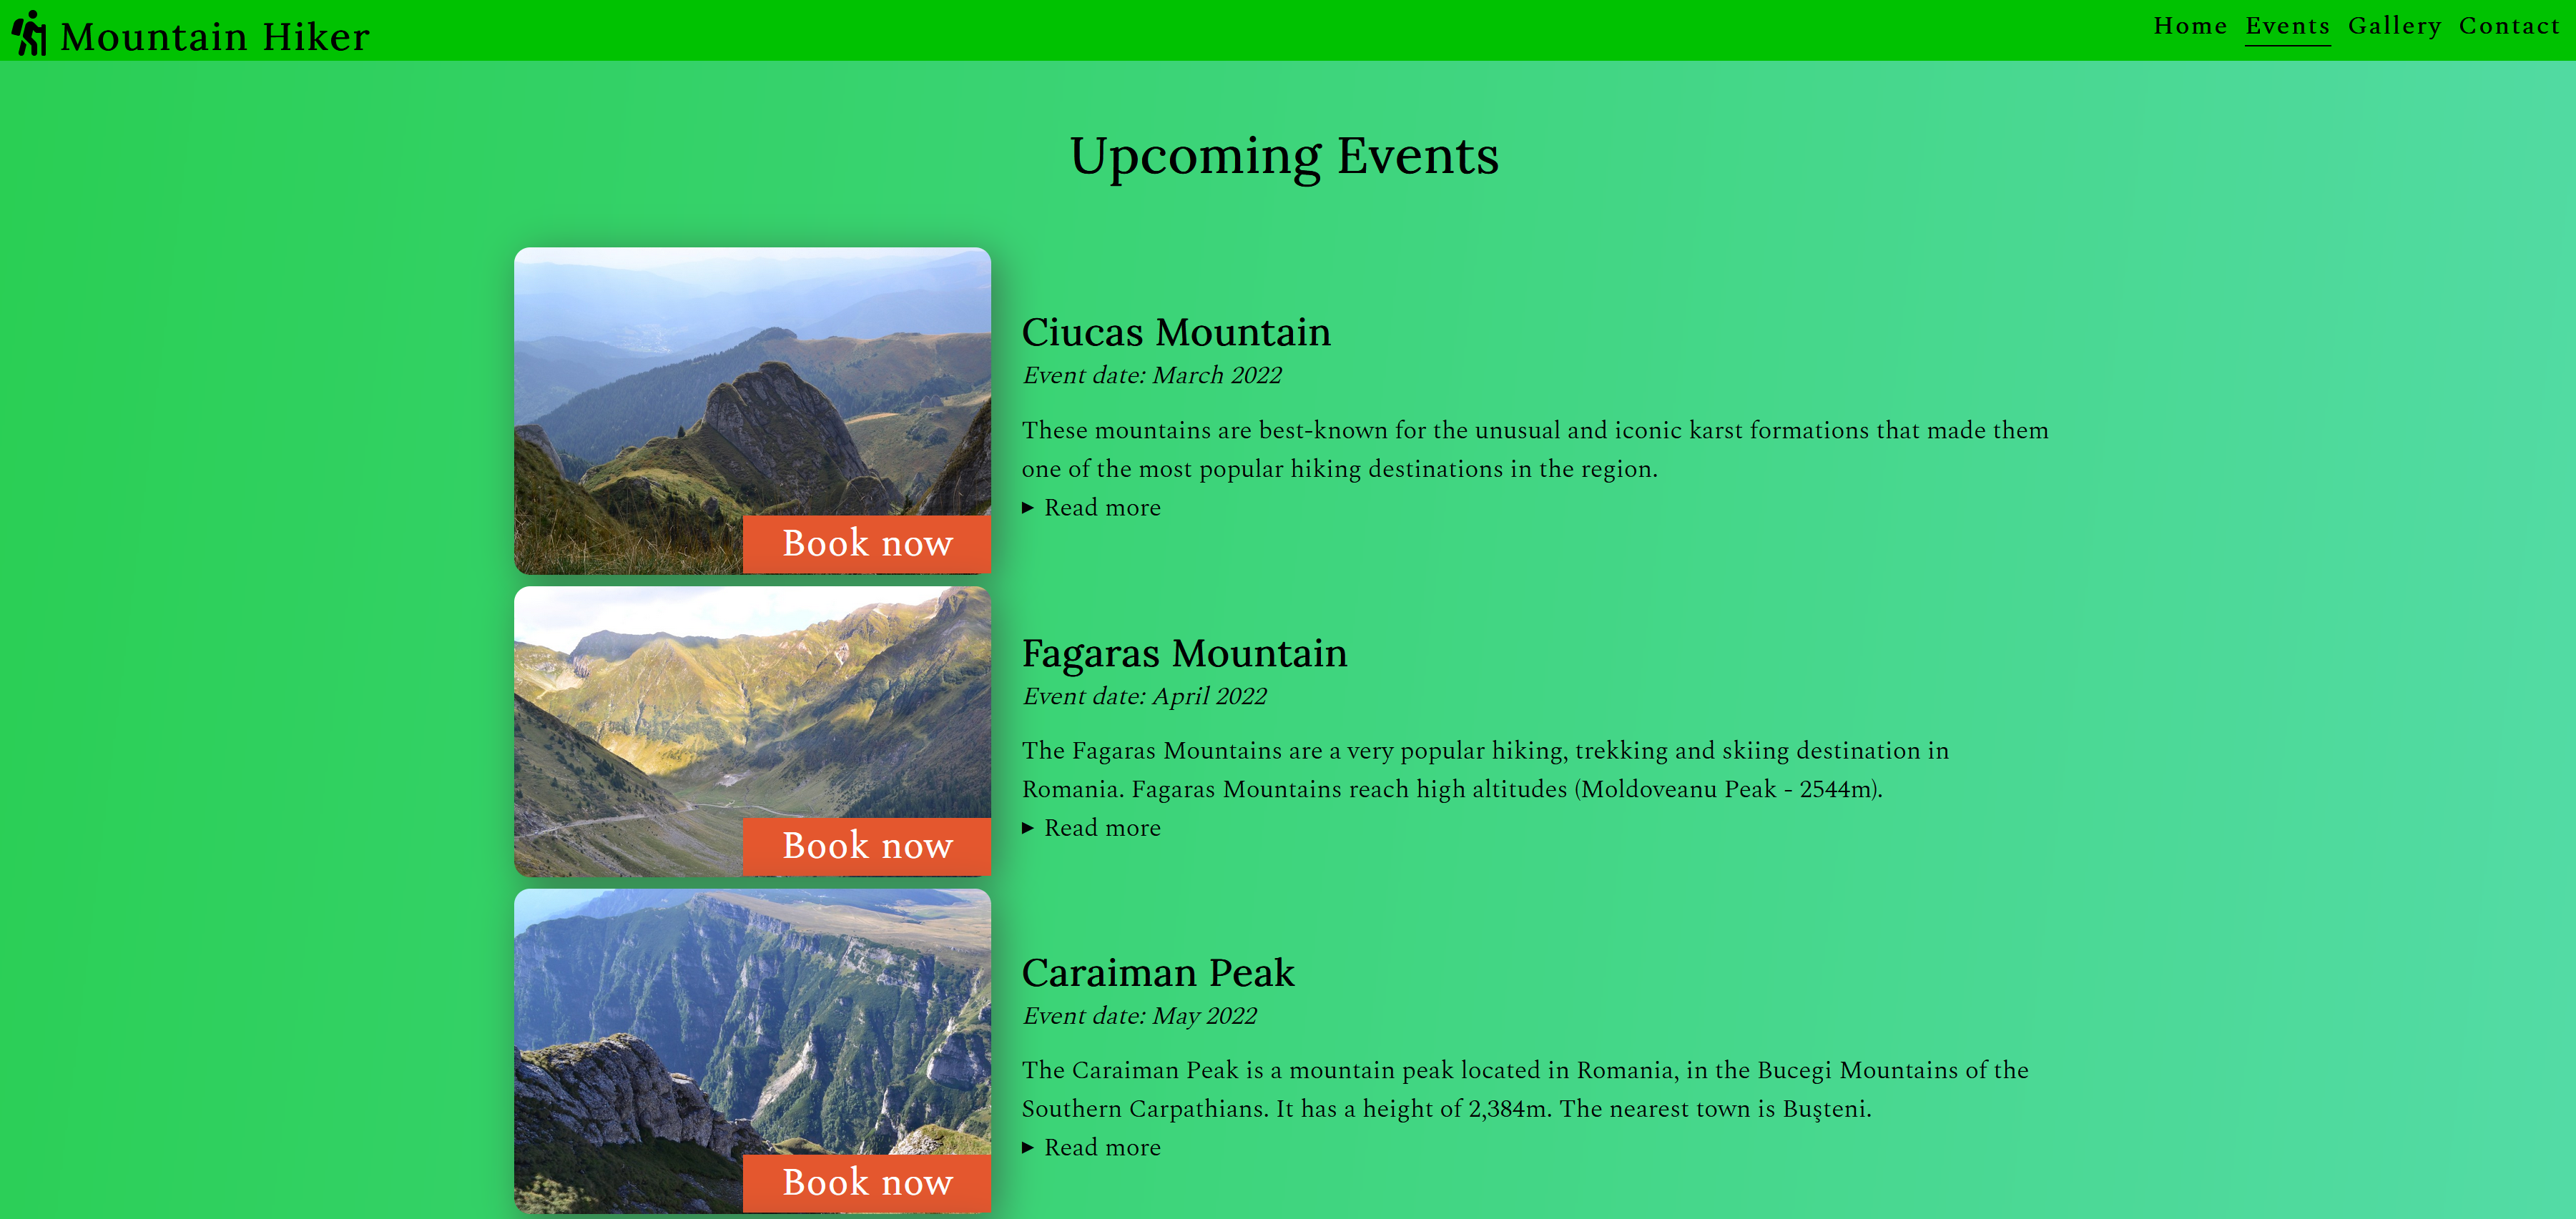 Mountain Hiker
Home Events Gallery Contact
Upcoming Events
Ciucas Mountain
Event date: March 2022
These mountains are best-known for the unusual and iconic karst formations that made them
one of the most popular hiking destinations in the region.
▶ Read more
Book now
Fagaras Mountain
Event date: April 2022
The Fagaras Mountains are a very popular hiking, trekking and skiing destination in
Romania. Fagaras Mountains reach high altitudes (Moldoveanu Peak - 2544m).
▶ Read more
Book now
Caraiman Peak
Event date: May 2022
The Caraiman Peak is a mountain peak located in Romania, in the Bucegi Mountains of the
Southern Carpathians. It has a height of 2,384m. The nearest town is Bușteni.
▶ Read more
Book now